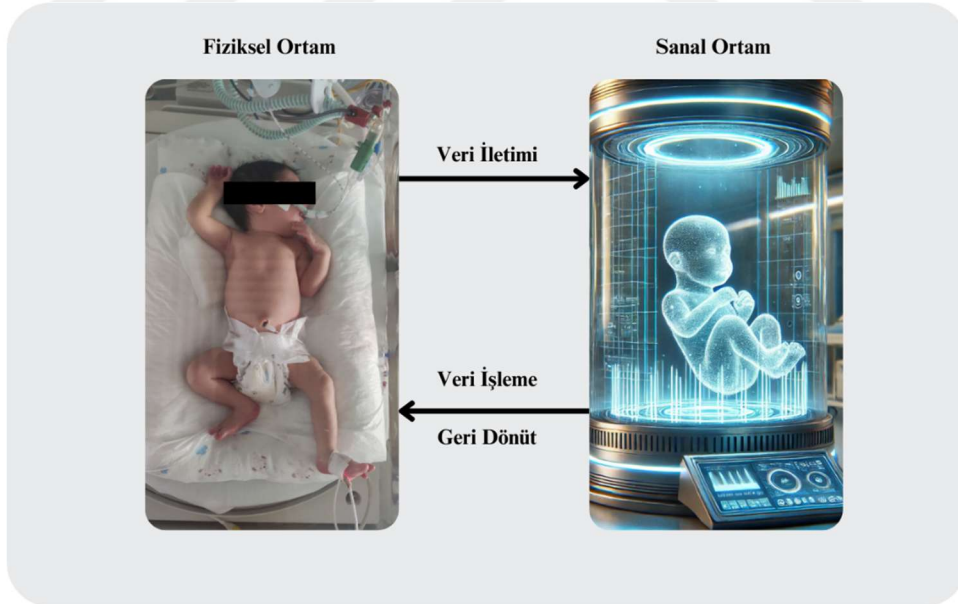 Fiziksel Ortam
Sanal Ortam
Veri İletimi
Veri İşleme
Geri Dönüt